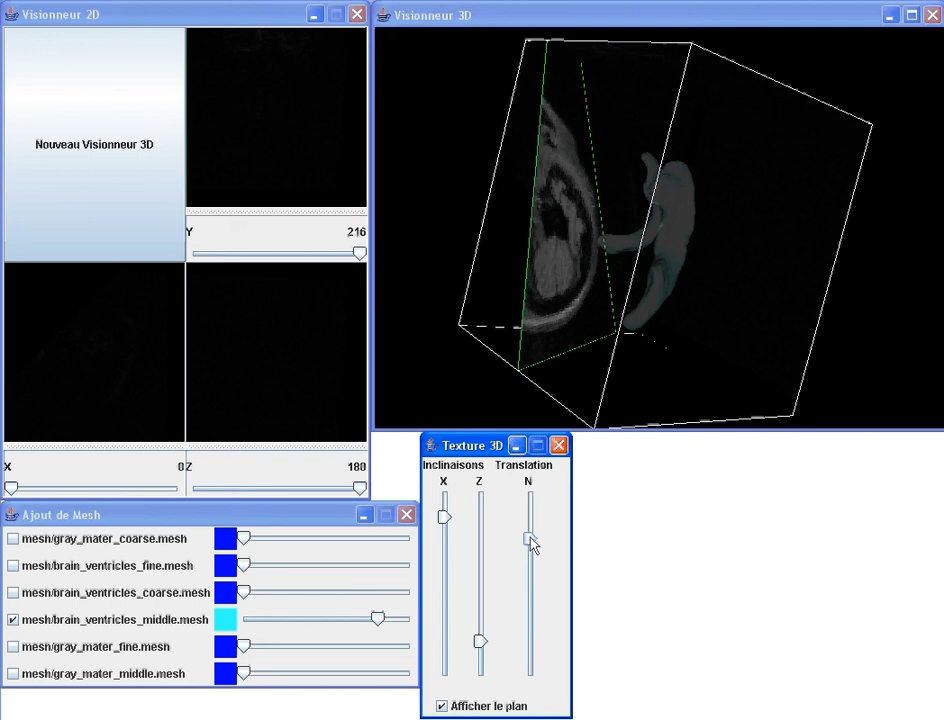 Visionneur 2D
Visionneur 3D
Nouveau Visionneur 3D
Y 216
X 0
Z 180
Ajout de Mesh
mesh/gray_mater_coarse.mesh
mesh/brain_ventricles_fine.mesh
mesh/brain_ventricles_coarse.mesh
mesh/brain_ventricles_middle.mesh
mesh/gray_mater_fine.mesh
mesh/gray_mater_middle.mesh
Texture 3D
Inclinaisons Translation
X Z N
Afficher le plan